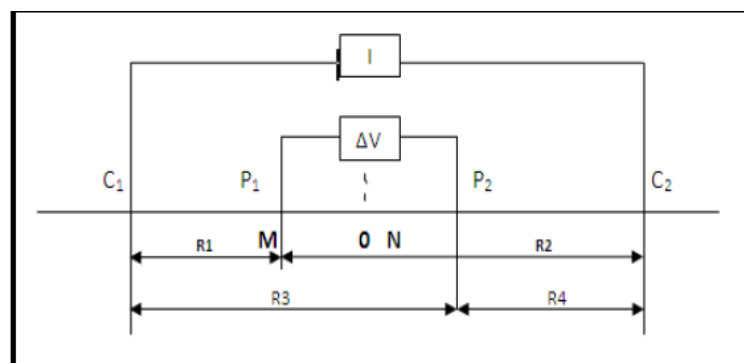 I
ΔV
C₁ P₁ P₂ C₂
R1 M 0 N R2
R3 R4